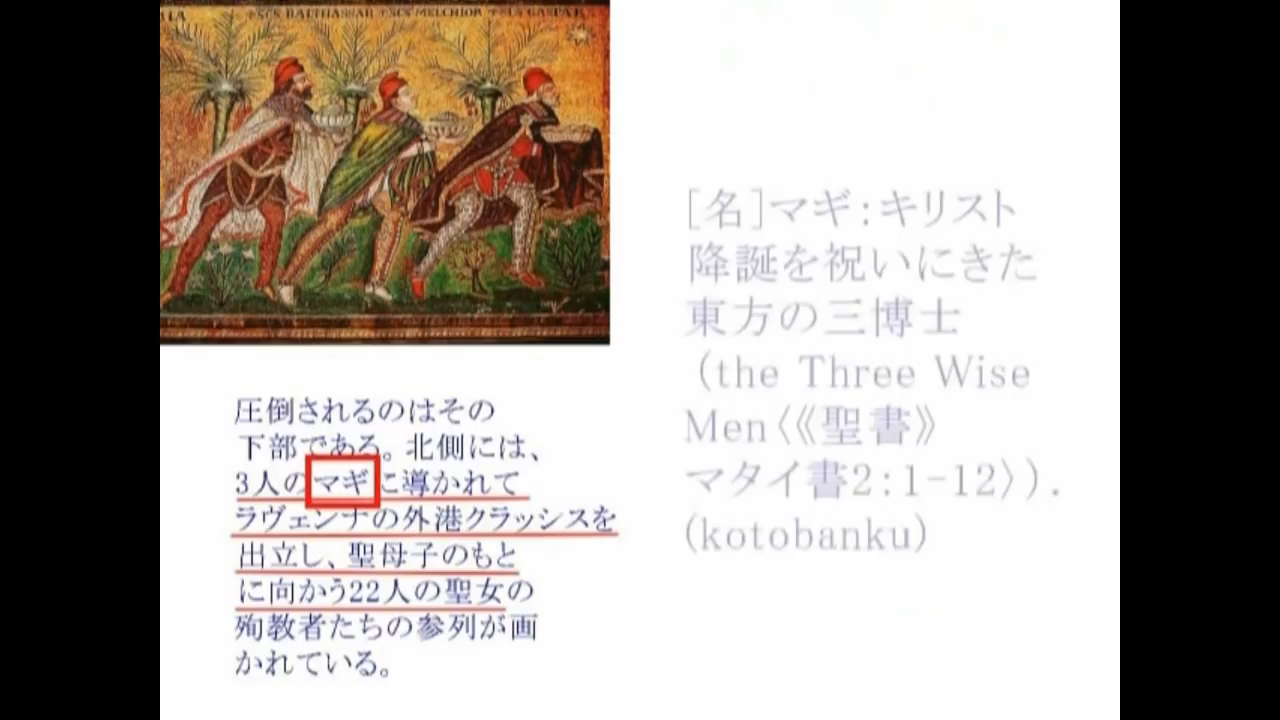 SCS BALTHASSAR +SCS MELCHIOR +SCS GASPAR
圧倒されるのはその
下部である。北側には、
3人のマギに導かれて
ラヴェンナの外港クラッシスを
出立し、聖母子のもと
に向かう22人の聖女の
殉教者たちの参列が画
かれている。
[名]マギ:キリスト
降誕を祝いにきた
東方の三博士
(the Three Wise
Men〈《聖書》
マタイ書2:1-12〉).
(kotobanku)